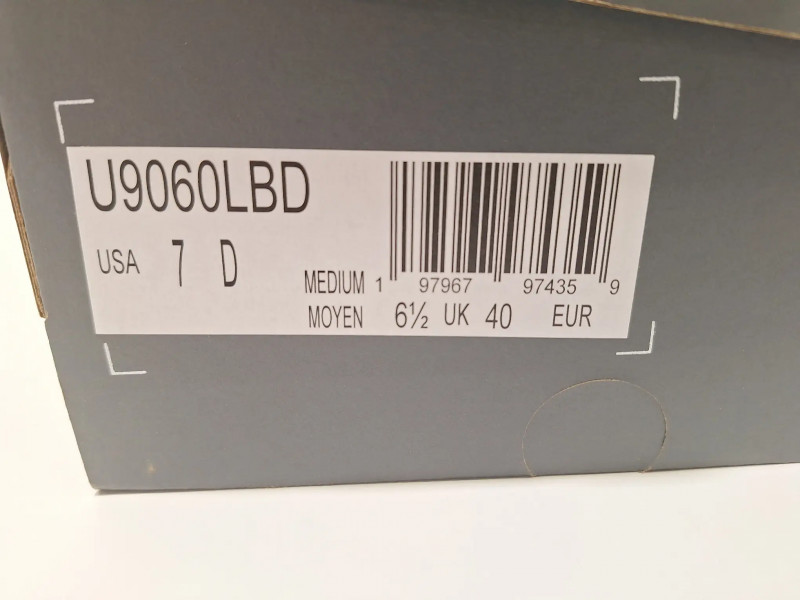 U9060LBD
USA 7 D
MEDIUM 1 97967 97435 9
MOYEN 6½ UK 40 EUR